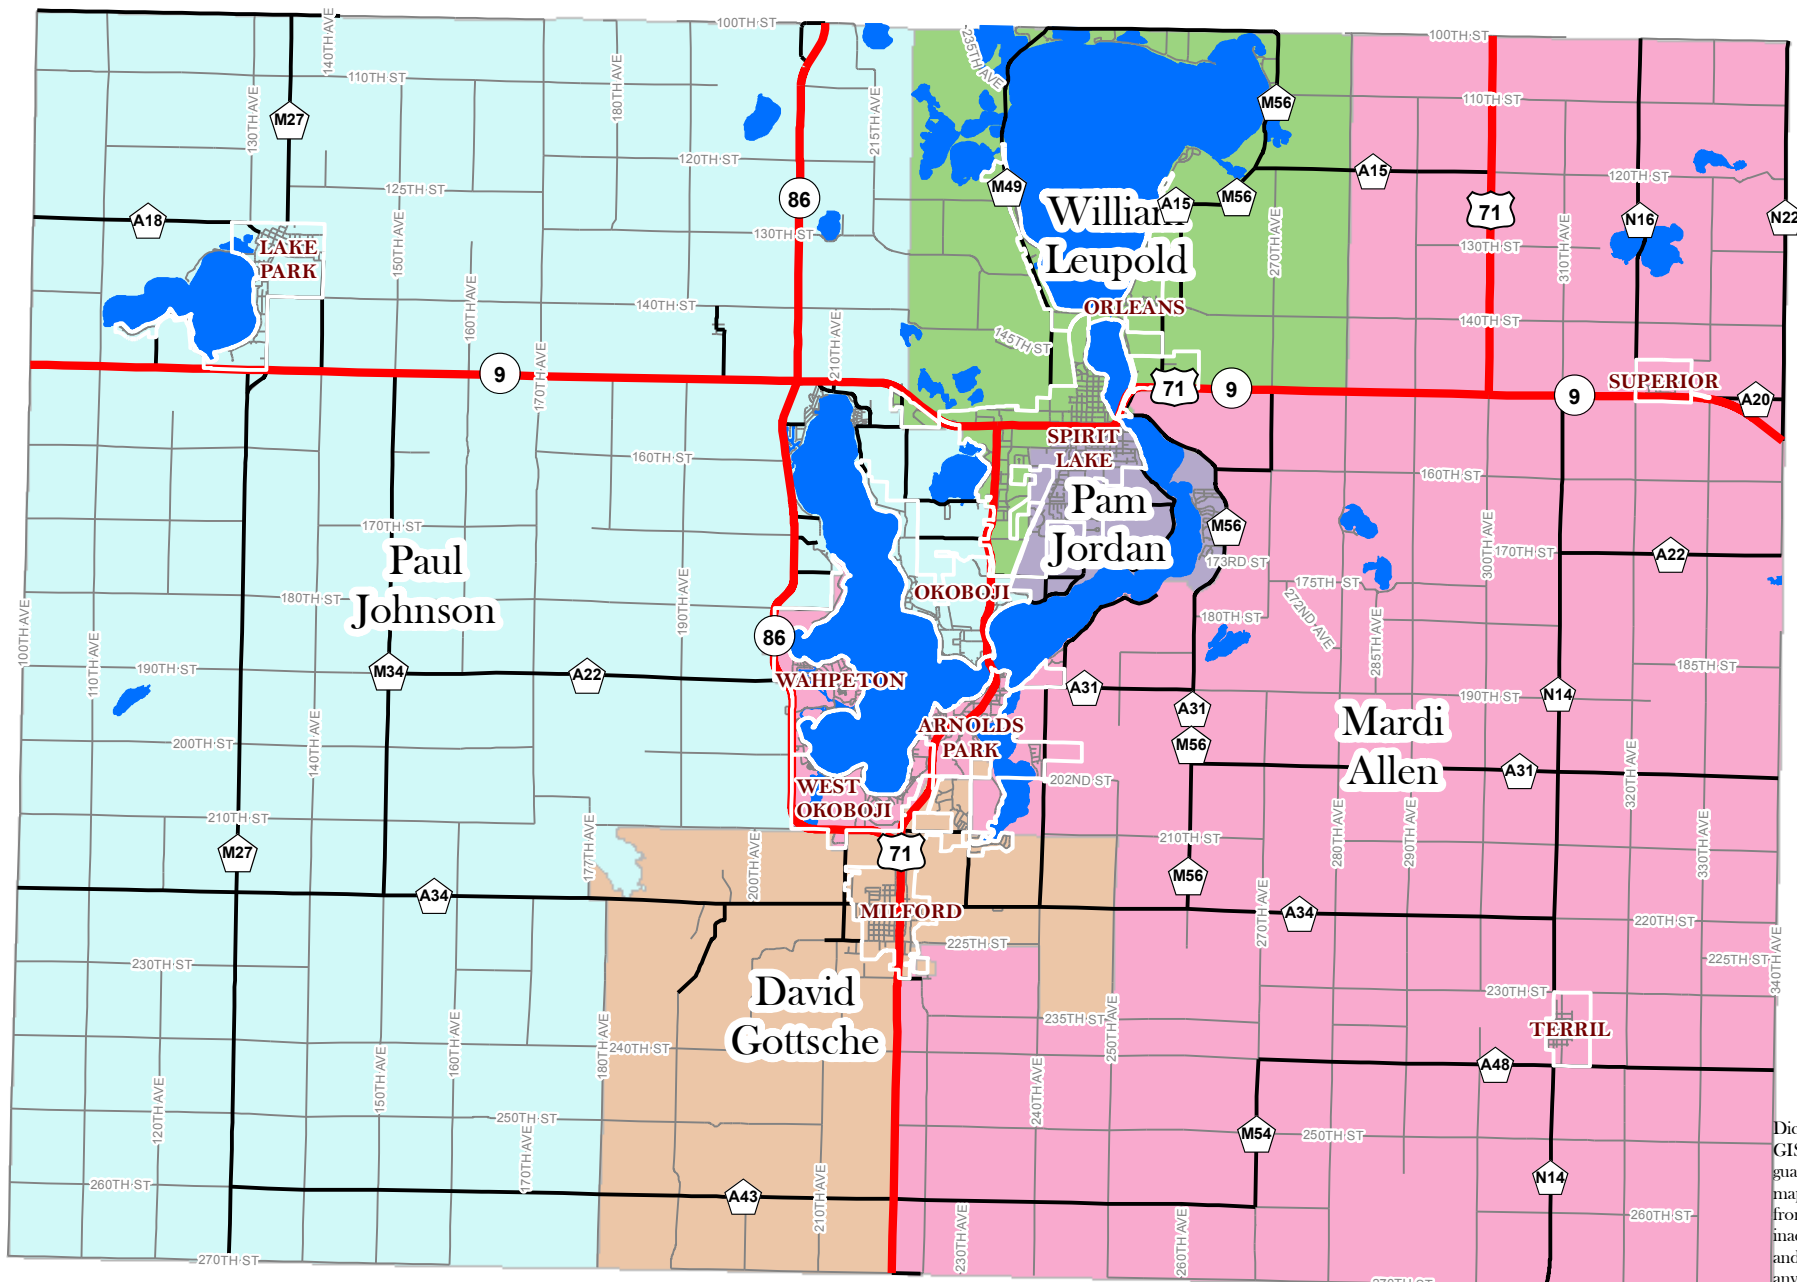 100TH ST
100TH ST
140TH AVE
235TH AVE
110TH ST
110TH ST
180TH AVE
M56
M27
130TH AVE
215TH AVE
120TH ST
A15
120TH ST
125TH ST
M49
86
M56
A15
William
Leupold
71
N16
N22
A18
150TH AVE
130TH ST
270TH AVE
130TH ST
310TH AVE
LAKE
PARK
160TH AVE
140TH ST
ORLEANS
140TH ST
210TH AVE
145TH ST
170TH AVE
9
71
9
9
SUPERIOR
A20
SPIRIT
LAKE
160TH ST
160TH ST
Pam
Jordan
170TH ST
M56
300TH AVE
170TH ST
A22
Paul
Johnson
173RD ST
175TH ST
272ND AVE
180TH ST
190TH AVE
OKOBOJI
180TH ST
100TH AVE
110TH AVE
86
285TH AVE
190TH ST
M34
A22
WAHPETON
185TH ST
A31
190TH ST
N14
A31
Mardi
Allen
ARNOLDS
PARK
140TH AVE
200TH ST
M56
A31
320TH AVE
WEST
OKOBOJI
202ND ST
210TH ST
177TH AVE
200TH AVE
210TH ST
280TH AVE
290TH AVE
330TH AVE
M27
71
M56
A34
MILFORD
270TH AVE
A34
220TH ST
225TH ST
340TH AVE
230TH ST
225TH ST
David
Gottsche
230TH ST
235TH ST
250TH AVE
TERRIL
180TH AVE
240TH ST
160TH AVE
150TH AVE
A48
120TH AVE
240TH AVE
250TH ST
170TH AVE
M54
250TH ST
260TH ST
A43
210TH AVE
N14
230TH AVE
260TH AVE
260TH ST
270TH ST
270TH ST
GIS
and